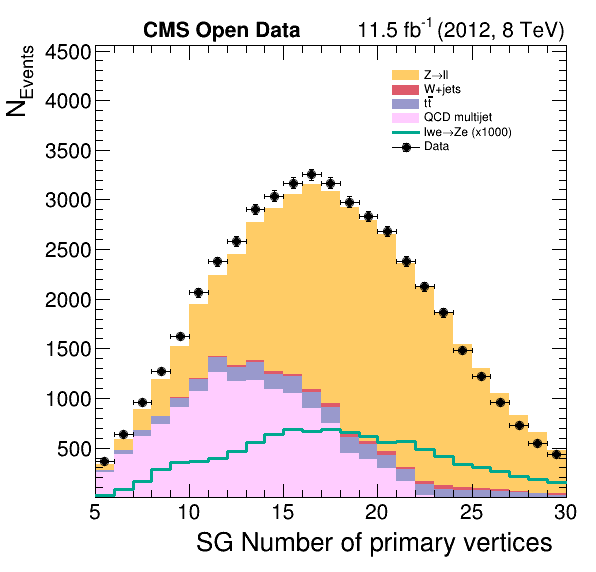 CMS Open Data
11.5 fb⁻¹ (2012, 8 TeV)
N_Events
4500
4000
3500
3000
2500
2000
1500
1000
500
Z→ll
W+jets
tt̄
QCD multijet
lwe→Ze (x1000)
Data
5 10 15 20 25 30
SG Number of primary vertices